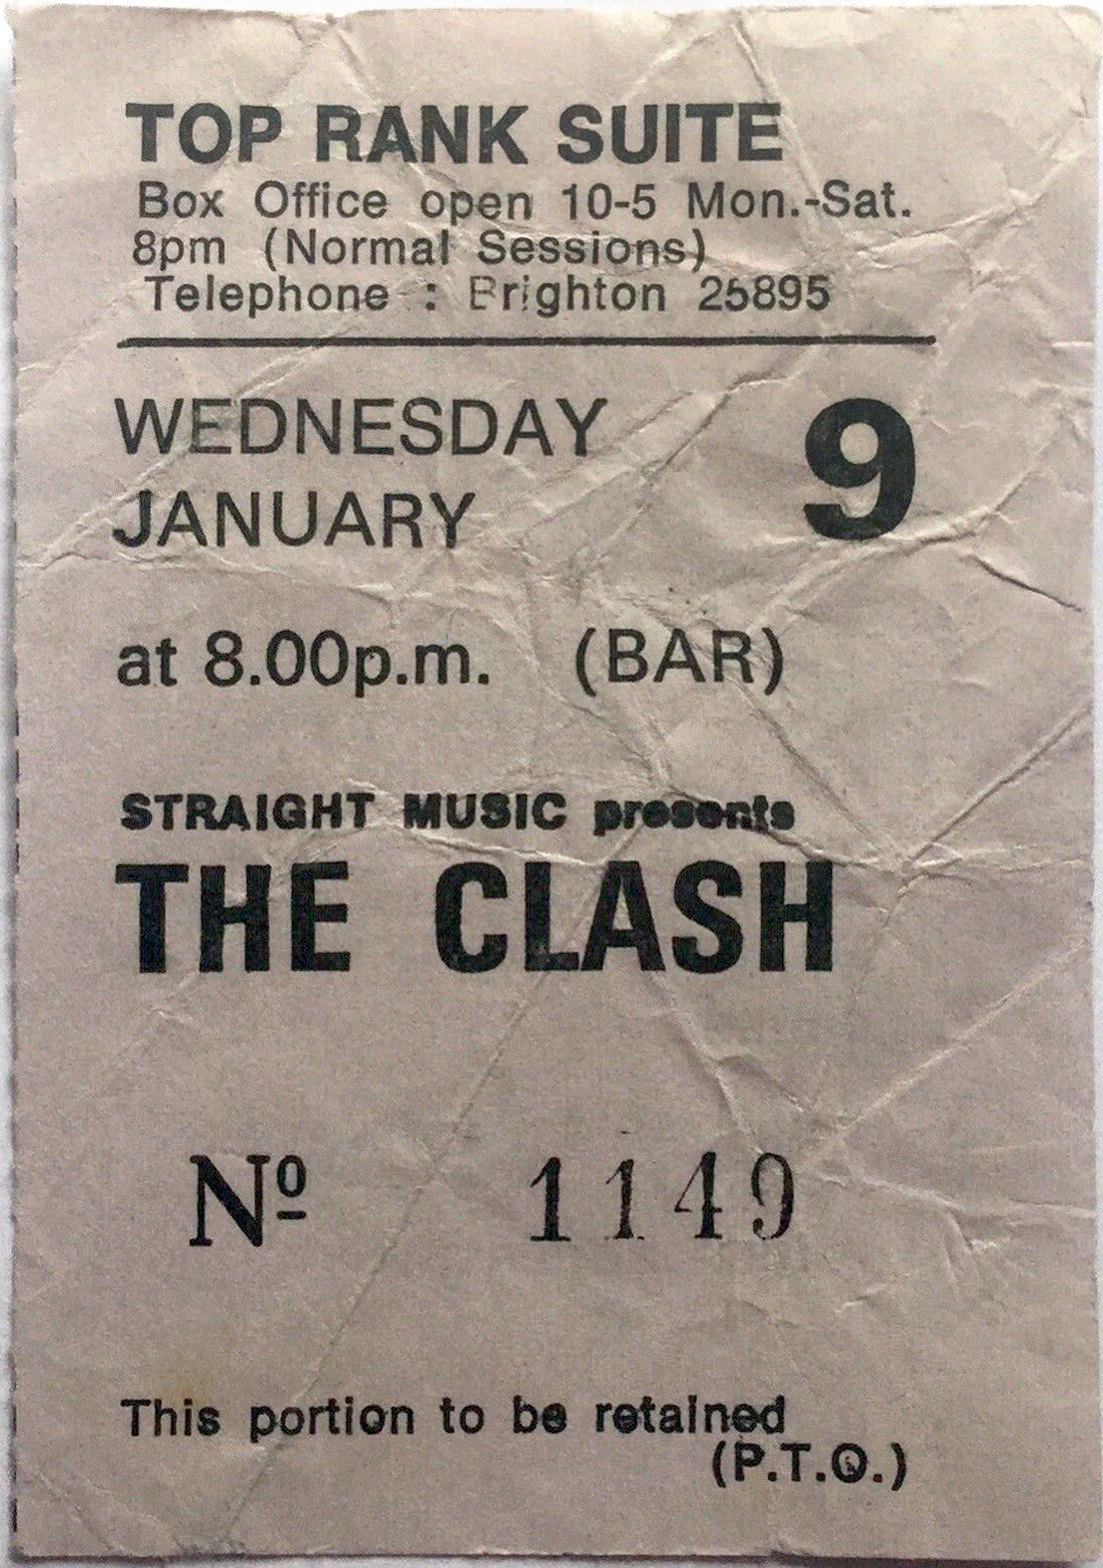 TOP RANK SUITE
Box Office open 10-5 Mon.-Sat.
8pm (Normal Sessions)
Telephone : Brighton 25895
WEDNESDAY 9
JANUARY
at 8.00p.m. (BAR)
STRAIGHT MUSIC presents
THE CLASH
Nº 1149
This portion to be retained
(P.T.O.)